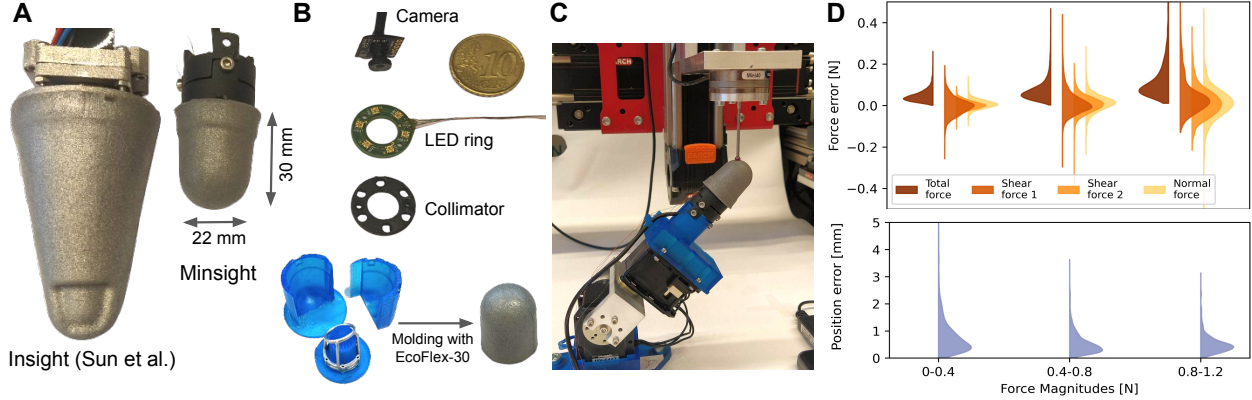 A
Insight (Sun et al.)
30 mm
22 mm
Minsight
B
Camera
10
LED ring
Collimator
Molding with
EcoFlex-30
C
ARCH
Mini40
D
Force error [N]
0.4
0.2
0.0
−0.2
−0.4
Total
force
Shear
force 1
Shear
force 2
Normal
force
Position error [mm]
5
4
3
2
1
0
0-0.4
0.4-0.8
0.8-1.2
Force Magnitudes [N]